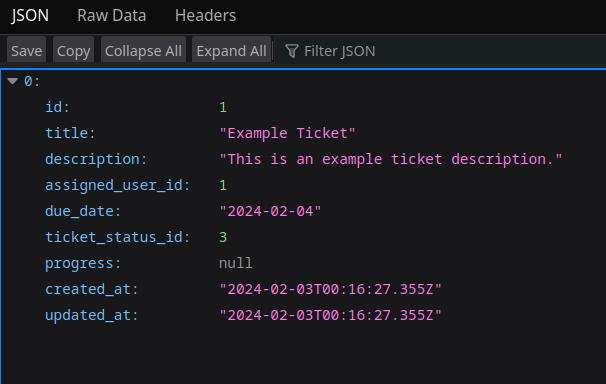 JSON Raw Data Headers
Save Copy Collapse All Expand All Filter JSON
0:
id: 1
title: "Example Ticket"
description: "This is an example ticket description."
assigned_user_id: 1
due_date: "2024-02-04"
ticket_status_id: 3
progress: null
created_at: "2024-02-03T00:16:27.355Z"
updated_at: "2024-02-03T00:16:27.355Z"